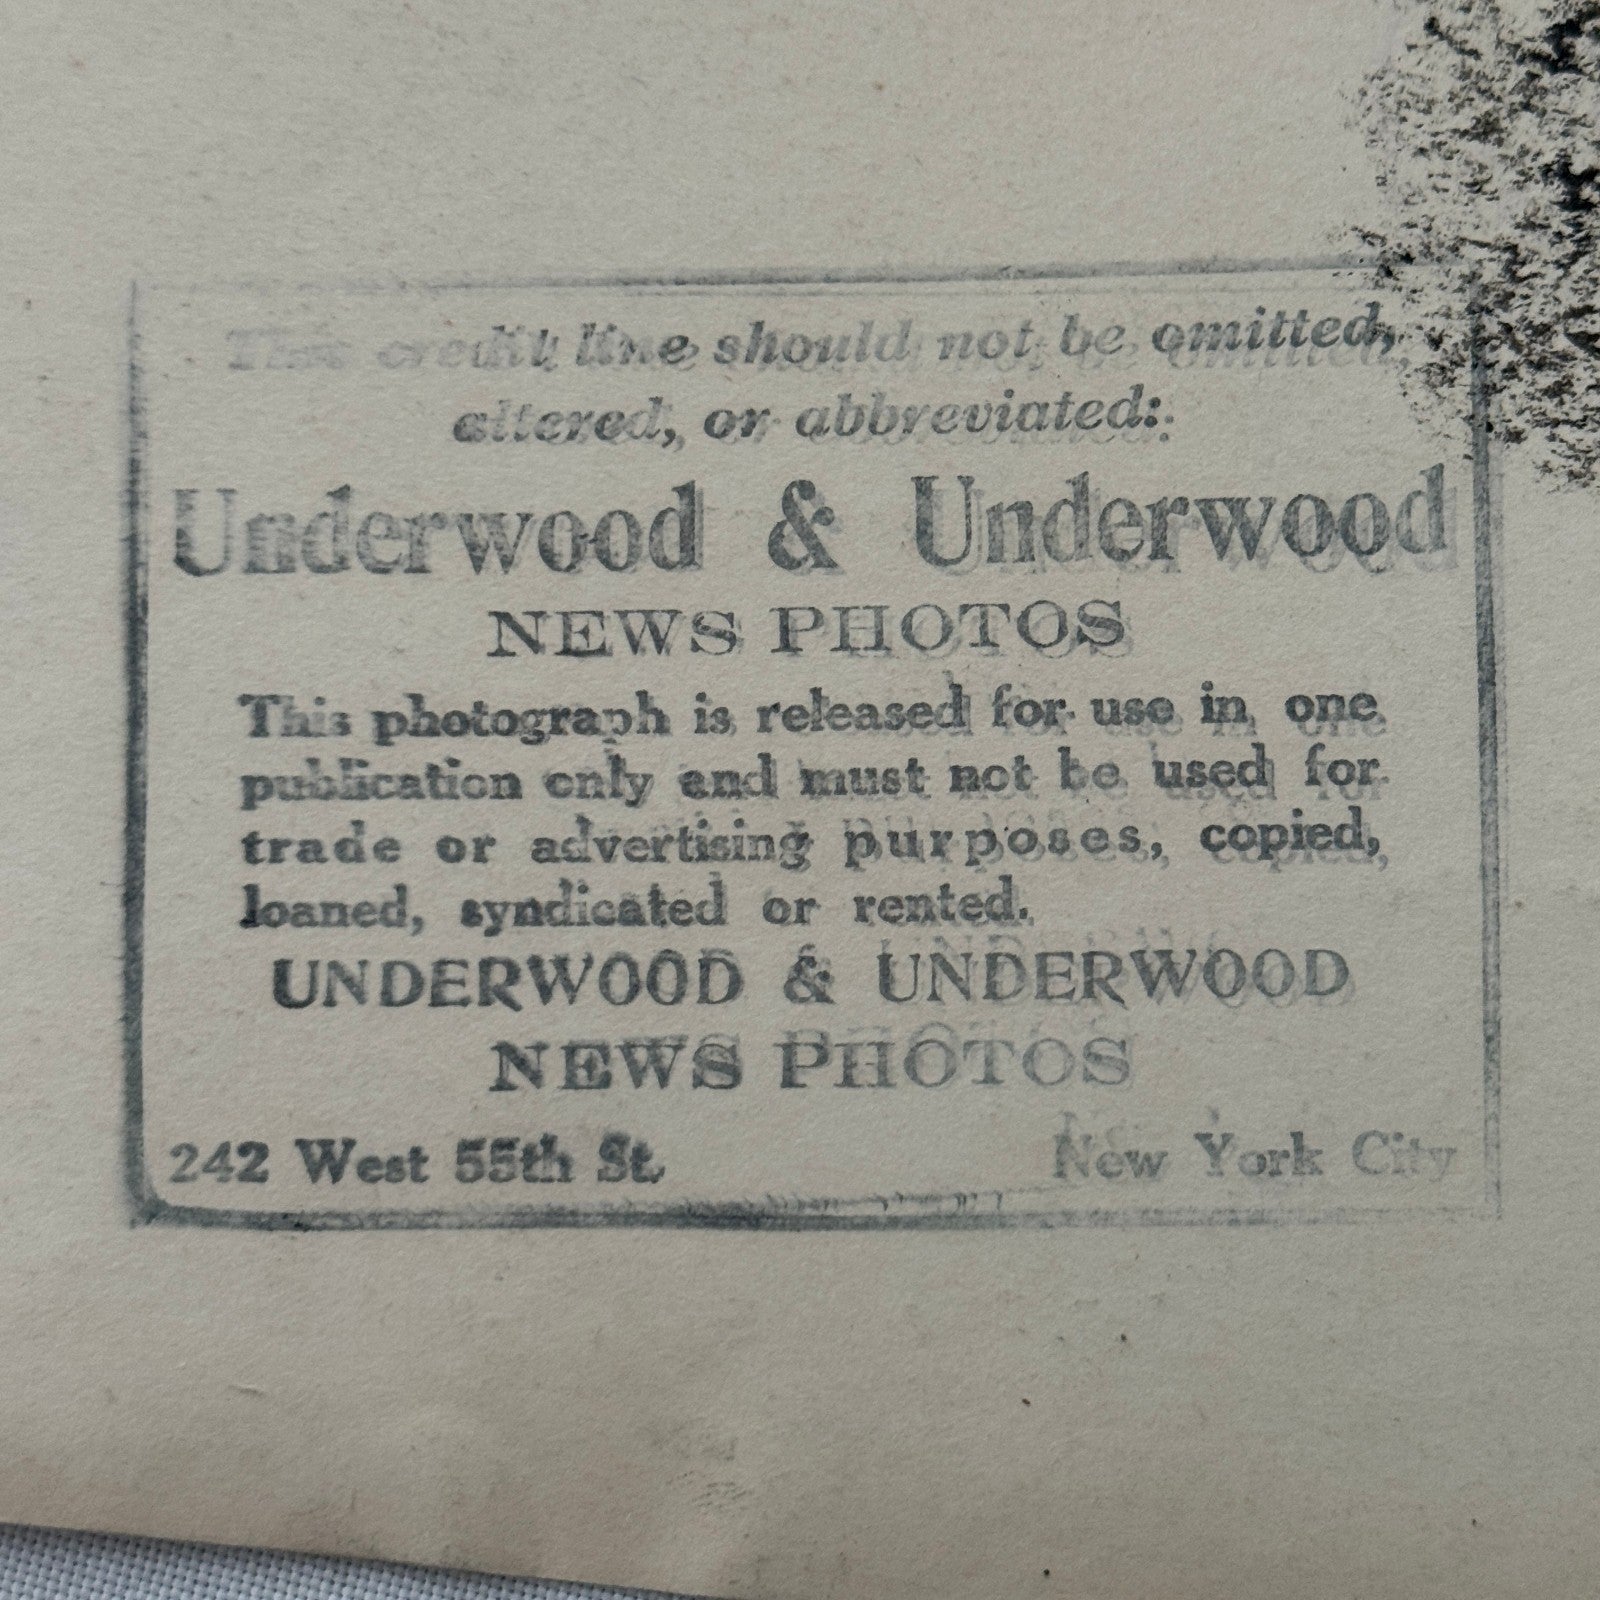 This credit line should not be omitted,
altered, or abbreviated:
Underwood & Underwood
NEWS PHOTOS
This photograph is released for use in one
publication only and must not be used for
trade or advertising purposes, copied,
loaned, syndicated or rented.
UNDERWOOD & UNDERWOOD
NEWS PHOTOS
242 West 55th St. New York City